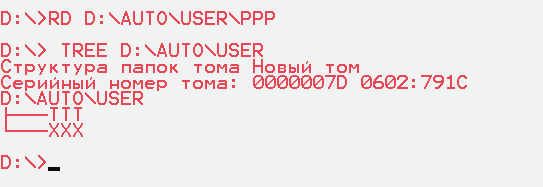 D:\>RD D:\AUTO\USER\PPP
D:\> TREE D:\AUTO\USER
Структура папок тома Новый том
Серийный номер тома: 0000007D 0602:791C
D:\AUTO\USER
├───TTT
└───XXX
D:\>_